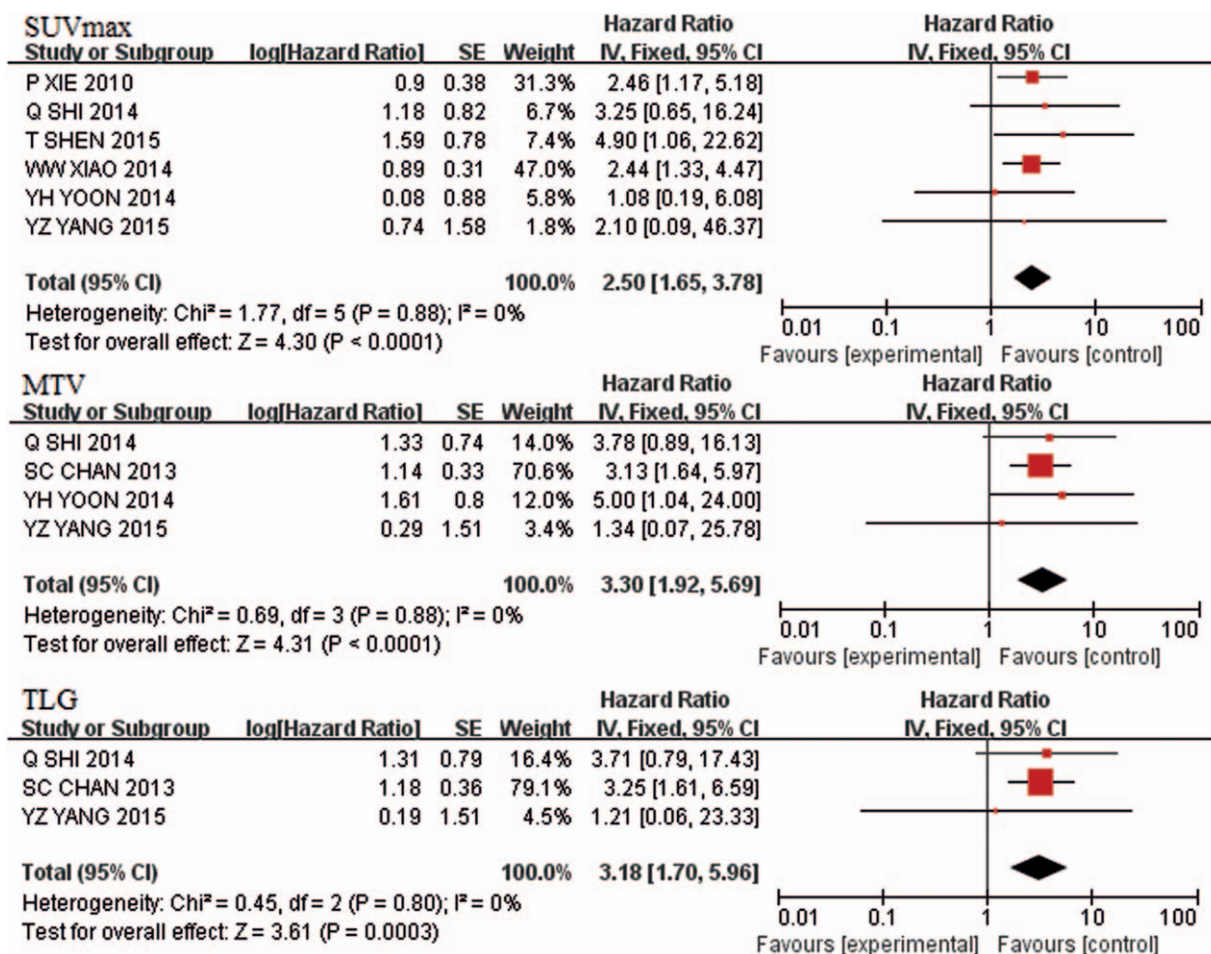 SUVmax Hazard Ratio Hazard Ratio
Study or Subgroup log[Hazard Ratio] SE Weight IV, Fixed, 95% CI IV, Fixed, 95% CI
P XIE 2010 0.9 0.38 31.3% 2.46 [1.17, 5.18]
Q SHI 2014 1.18 0.82 6.7% 3.25 [0.65, 16.24]
T SHEN 2015 1.59 0.78 7.4% 4.90 [1.06, 22.62]
WW XIAO 2014 0.89 0.31 47.0% 2.44 [1.33, 4.47]
YH YOON 2014 0.08 0.88 5.8% 1.08 [0.19, 6.08]
YZ YANG 2015 0.74 1.58 1.8% 2.10 [0.09, 46.37]
Total (95% CI) 100.0% 2.50 [1.65, 3.78]
Heterogeneity: Chi² = 1.77, df = 5 (P = 0.88); I² = 0%
Test for overall effect: Z = 4.30 (P < 0.0001)
0.01 0.1 1 10 100
Favours [experimental] Favours [control]
MTV Hazard Ratio Hazard Ratio
Study or Subgroup log[Hazard Ratio] SE Weight IV, Fixed, 95% CI IV, Fixed, 95% CI
Q SHI 2014 1.33 0.74 14.0% 3.78 [0.89, 16.13]
SC CHAN 2013 1.14 0.33 70.6% 3.13 [1.64, 5.97]
YH YOON 2014 1.61 0.8 12.0% 5.00 [1.04, 24.00]
YZ YANG 2015 0.29 1.51 3.4% 1.34 [0.07, 25.78]
Total (95% CI) 100.0% 3.30 [1.92, 5.69]
Heterogeneity: Chi² = 0.69, df = 3 (P = 0.88); I² = 0%
Test for overall effect: Z = 4.31 (P < 0.0001)
0.01 0.1 1 10 100
Favours [experimental] Favours [control]
TLG Hazard Ratio Hazard Ratio
Study or Subgroup log[Hazard Ratio] SE Weight IV, Fixed, 95% CI IV, Fixed, 95% CI
Q SHI 2014 1.31 0.79 16.4% 3.71 [0.79, 17.43]
SC CHAN 2013 1.18 0.36 79.1% 3.25 [1.61, 6.59]
YZ YANG 2015 0.19 1.51 4.5% 1.21 [0.06, 23.33]
Total (95% CI) 100.0% 3.18 [1.70, 5.96]
Heterogeneity: Chi² = 0.45, df = 2 (P = 0.80); I² = 0%
Test for overall effect: Z = 3.61 (P = 0.0003)
0.01 0.1 1 10 100
Favours [experimental] Favours [control]